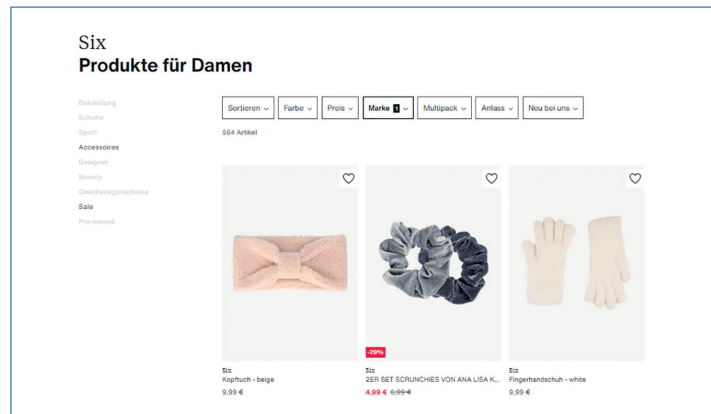 Six
Produkte für Damen
Bekleidung
Schuhe
Sport
Accessoires
Designer
Beauty
Geschenkgutscheine
Sale
Pre-owned
Sortieren Farbe Preis Marke 1 Multipack Anlass Neu bei uns
564 Artikel
-29%
Six
Kopftuch - beige
9,99 €
Six
2ER SET SCRUNCHIES VON ANA LISA K...
4,99 € 6,99 €
Fingerhandschuh - white
9,99 €